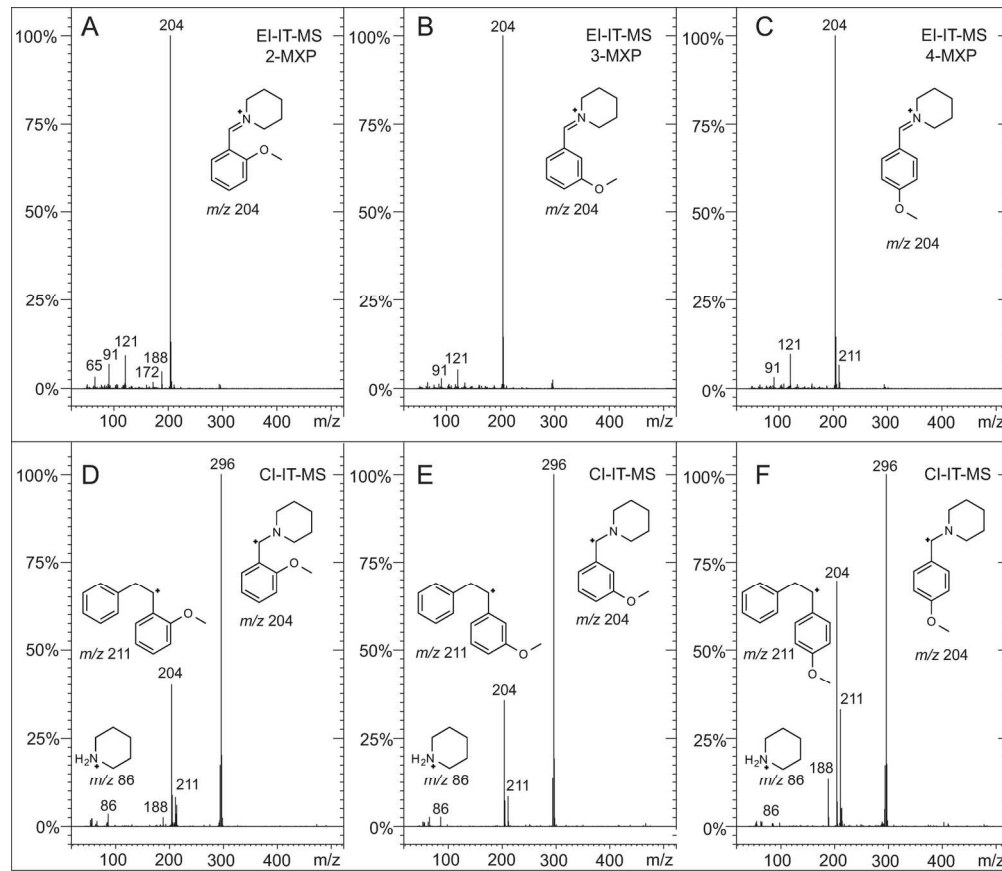 A
204
EI-IT-MS
2-MXP
100%
75%
50%
25%
0%
N
+
O
m/z 204
65
91
121
172
188
100
200
300
400
m/z
B
204
EI-IT-MS
3-MXP
100%
75%
50%
25%
0%
N
+
O
m/z 204
91
121
100
200
300
400
m/z
C
204
EI-IT-MS
4-MXP
100%
75%
50%
25%
0%
N
+
O
m/z 204
91
121
211
100
200
300
400
m/z
D
296
CI-IT-MS
100%
75%
50%
25%
0%
+
N
O
m/z 204
+
O
m/z 211
204
H2N
+
m/z 86
86
188
211
100
200
300
400
m/z
E
296
CI-IT-MS
100%
75%
50%
25%
0%
+
N
O
m/z 204
+
O
m/z 211
204
H2N
+
m/z 86
86
211
100
200
300
400
m/z
F
296
CI-IT-MS
100%
75%
50%
25%
0%
+
N
O
m/z 204
204
+
O
m/z 211
211
H2N
+
m/z 86
188
86
100
200
300
400
m/z